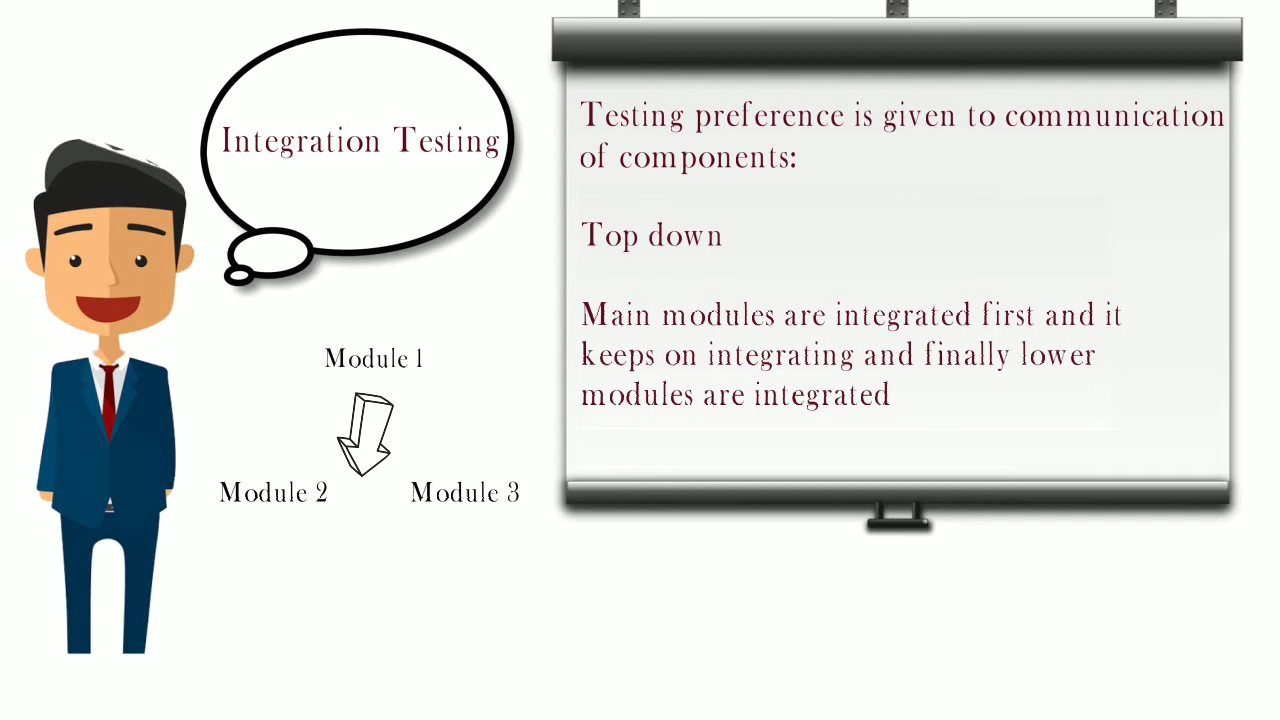 Integration Testing
Module 1
Module 2
Module 3
Testing preference is given to communication
of components:
Top down
Main modules are integrated first and it
keeps on integrating and finally lower
modules are integrated